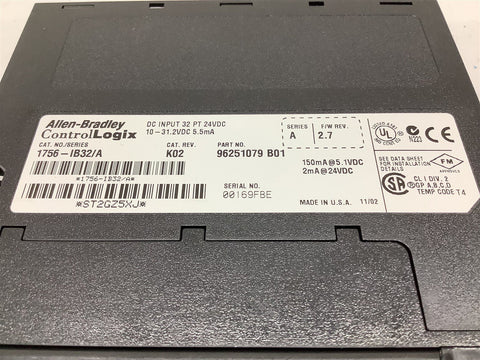 Allen-Bradley
ControlLogix
DC INPUT 32 PT 24VDC
10-31.2VDC 5.5mA
SERIES
A
F/W REV.
2.7
CAT. NO./SERIES
1756-IB32/A
CAT. REV.
K02
PART NO.
96251079 B01
*1756-IB32/A*
*ST2GZ5XJ*
SERIAL NO.
00169FBE
150mA@5.1VDC
2mA@24VDC
MADE IN U.S.A. 11/02
UL
N223
SEE DATA SHEET
FOR INSTALLATION
DETAILS
FM
APPROVED
CL I DIV. 2
GP A,B,C,D
TEMP CODE T4